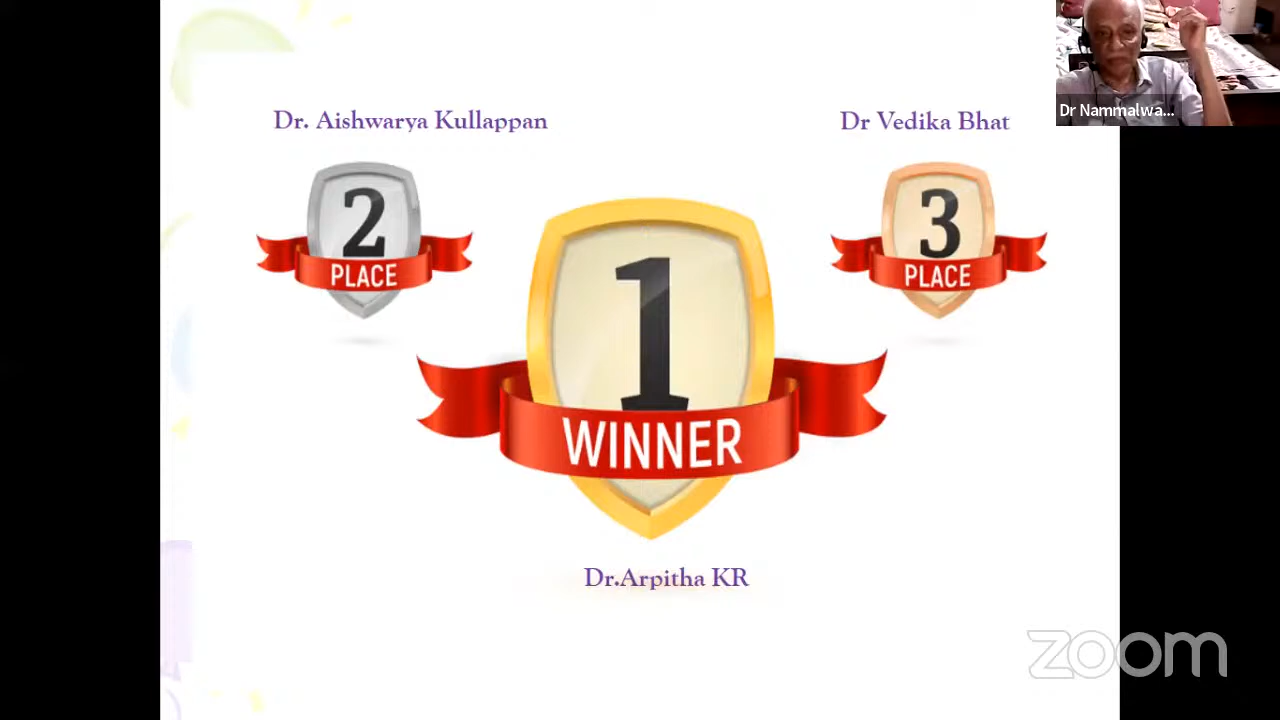 Dr. Aishwarya Kullappan
Dr Vedika Bhat
Dr Nammalwa...
2
PLACE
3
PLACE
1
WINNER
Dr.Arpitha KR
zoom